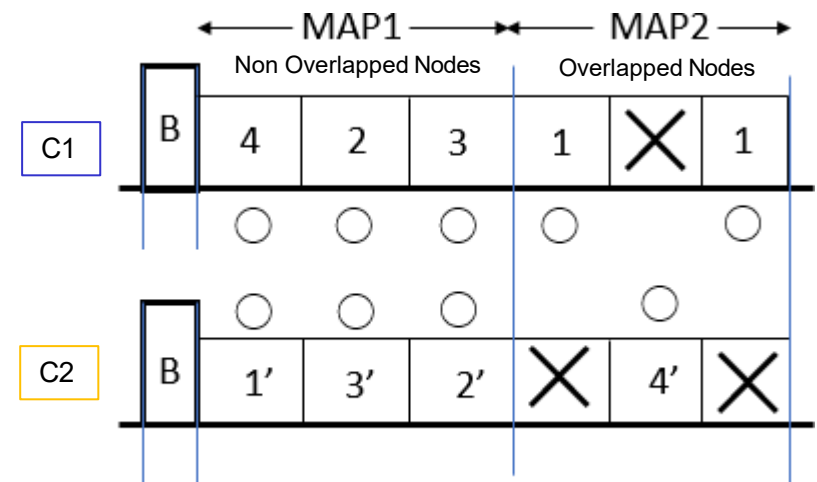 MAP1 MAP2
Non Overlapped Nodes Overlapped Nodes
C1 B 4 2 3 1 1
C2 B 1’ 3’ 2’ 4’